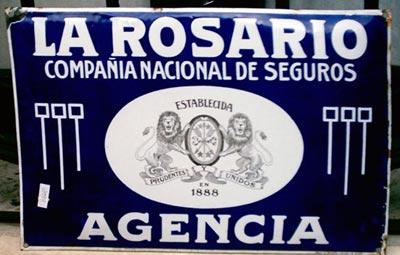 LA ROSARIO
COMPAÑIA NACIONAL DE SEGUROS
ESTABLECIDA
PRUDENTES UNIDOS
EN
1888
AGENCIA